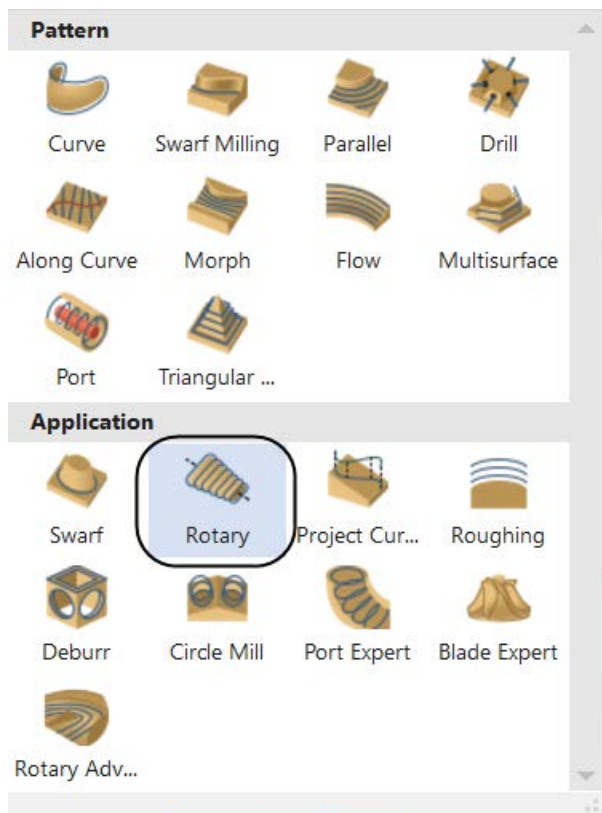 Pattern
Curve Swarf Milling Parallel Drill
Along Curve Morph Flow Multisurface
Port Triangular ...
Application
Swarf Rotary Project Cur... Roughing
Deburr Circle Mill Port Expert Blade Expert
Rotary Adv...